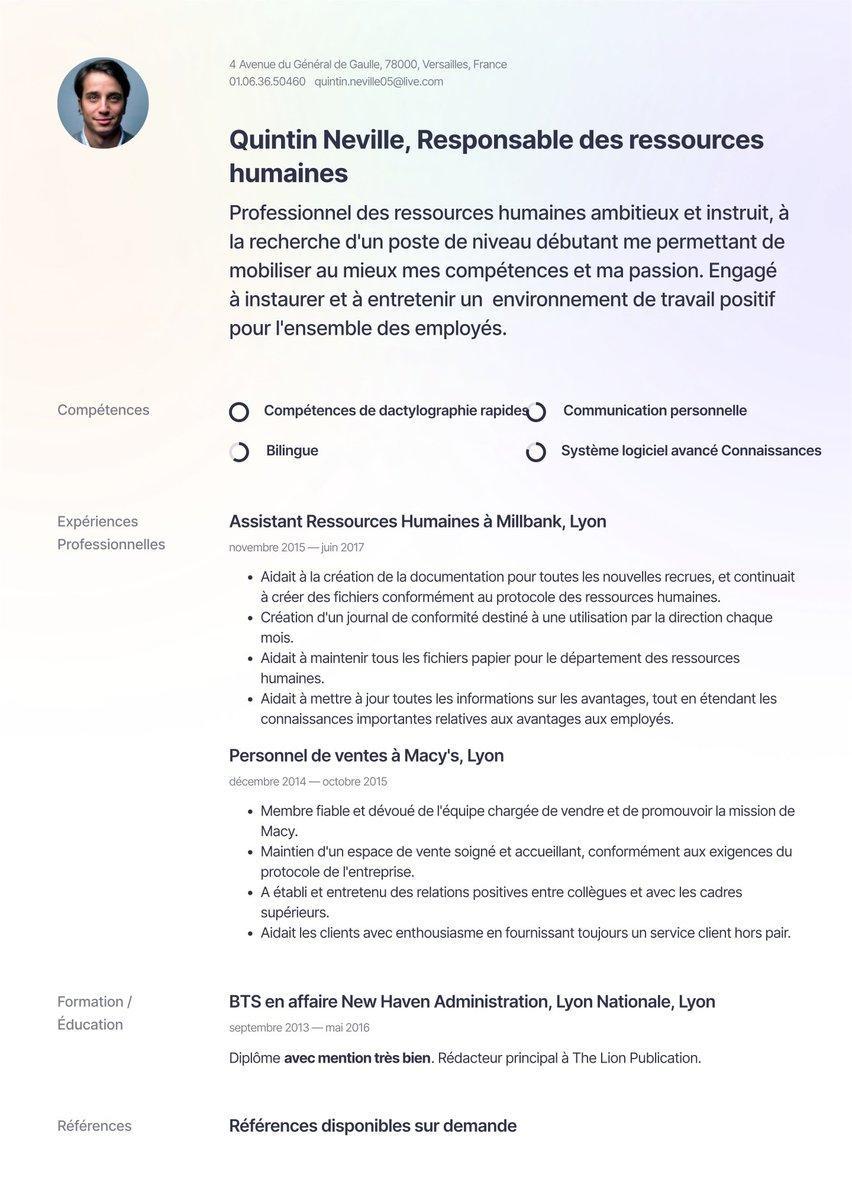 4 Avenue du Général de Gaulle, 78000, Versailles, France
01.06.36.50460 quintin.neville05@live.com
Quintin Neville, Responsable des ressources
humaines
Professionnel des ressources humaines ambitieux et instruit, à
la recherche d'un poste de niveau débutant me permettant de
mobiliser au mieux mes compétences et ma passion. Engagé
à instaurer et à entretenir un environnement de travail positif
pour l'ensemble des employés.
Compétences
Compétences de dactylographie rapides
Communication personnelle
Bilingue
Système logiciel avancé Connaissances
Expériences
Professionnelles
Assistant Ressources Humaines à Millbank, Lyon
novembre 2015 — juin 2017
• Aidait à la création de la documentation pour toutes les nouvelles recrues, et continuait
à créer des fichiers conformément au protocole des ressources humaines.
• Création d'un journal de conformité destiné à une utilisation par la direction chaque
mois.
• Aidait à maintenir tous les fichiers papier pour le département des ressources
humaines.
• Aidait à mettre à jour toutes les informations sur les avantages, tout en étendant les
connaissances importantes relatives aux avantages aux employés.
Personnel de ventes à Macy's, Lyon
décembre 2014 — octobre 2015
• Membre fiable et dévoué de l'équipe chargée de vendre et de promouvoir la mission de
Macy.
• Maintien d'un espace de vente soigné et accueillant, conformément aux exigences du
protocole de l'entreprise.
• A établi et entretenu des relations positives entre collègues et avec les cadres
supérieurs.
• Aidait les clients avec enthousiasme en fournissant toujours un service client hors pair.
Formation /
Éducation
BTS en affaire New Haven Administration, Lyon Nationale, Lyon
septembre 2013 — mai 2016
Diplôme avec mention très bien. Rédacteur principal à The Lion Publication.
Références
Références disponibles sur demande